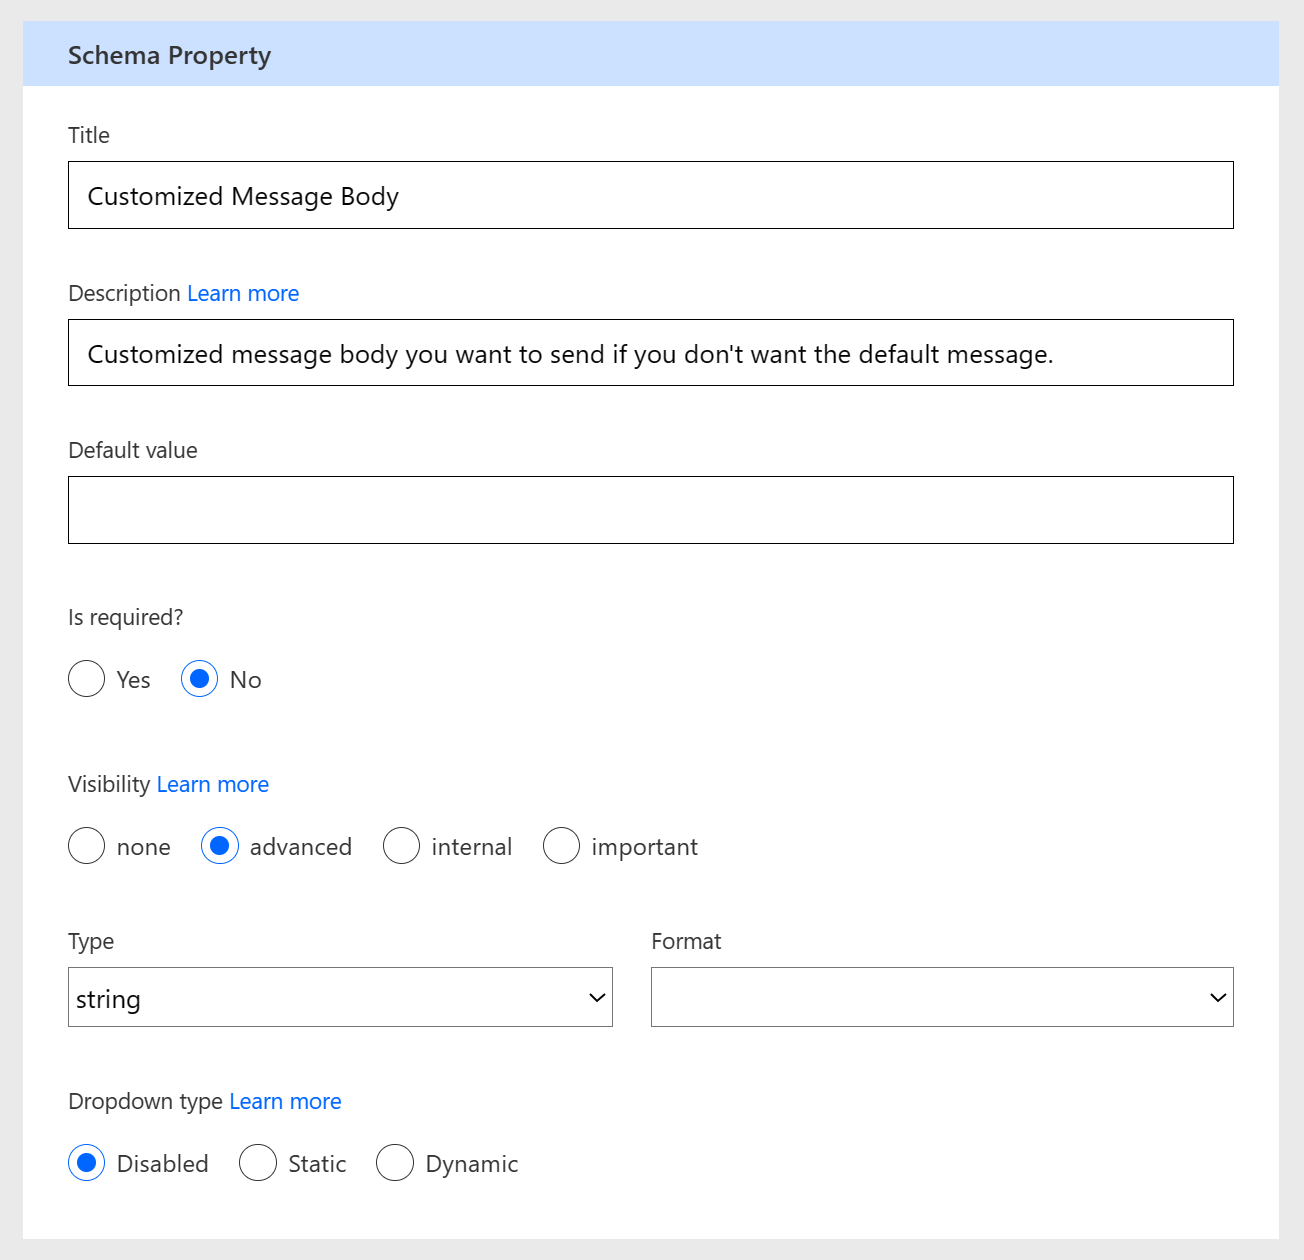 Schema Property
Title
Customized Message Body
Description Learn more
Customized message body you want to send if you don't want the default message.
Default value
Is required?
Yes No
Visibility Learn more
none advanced internal important
Type Format
string
Dropdown type Learn more
Disabled Static Dynamic